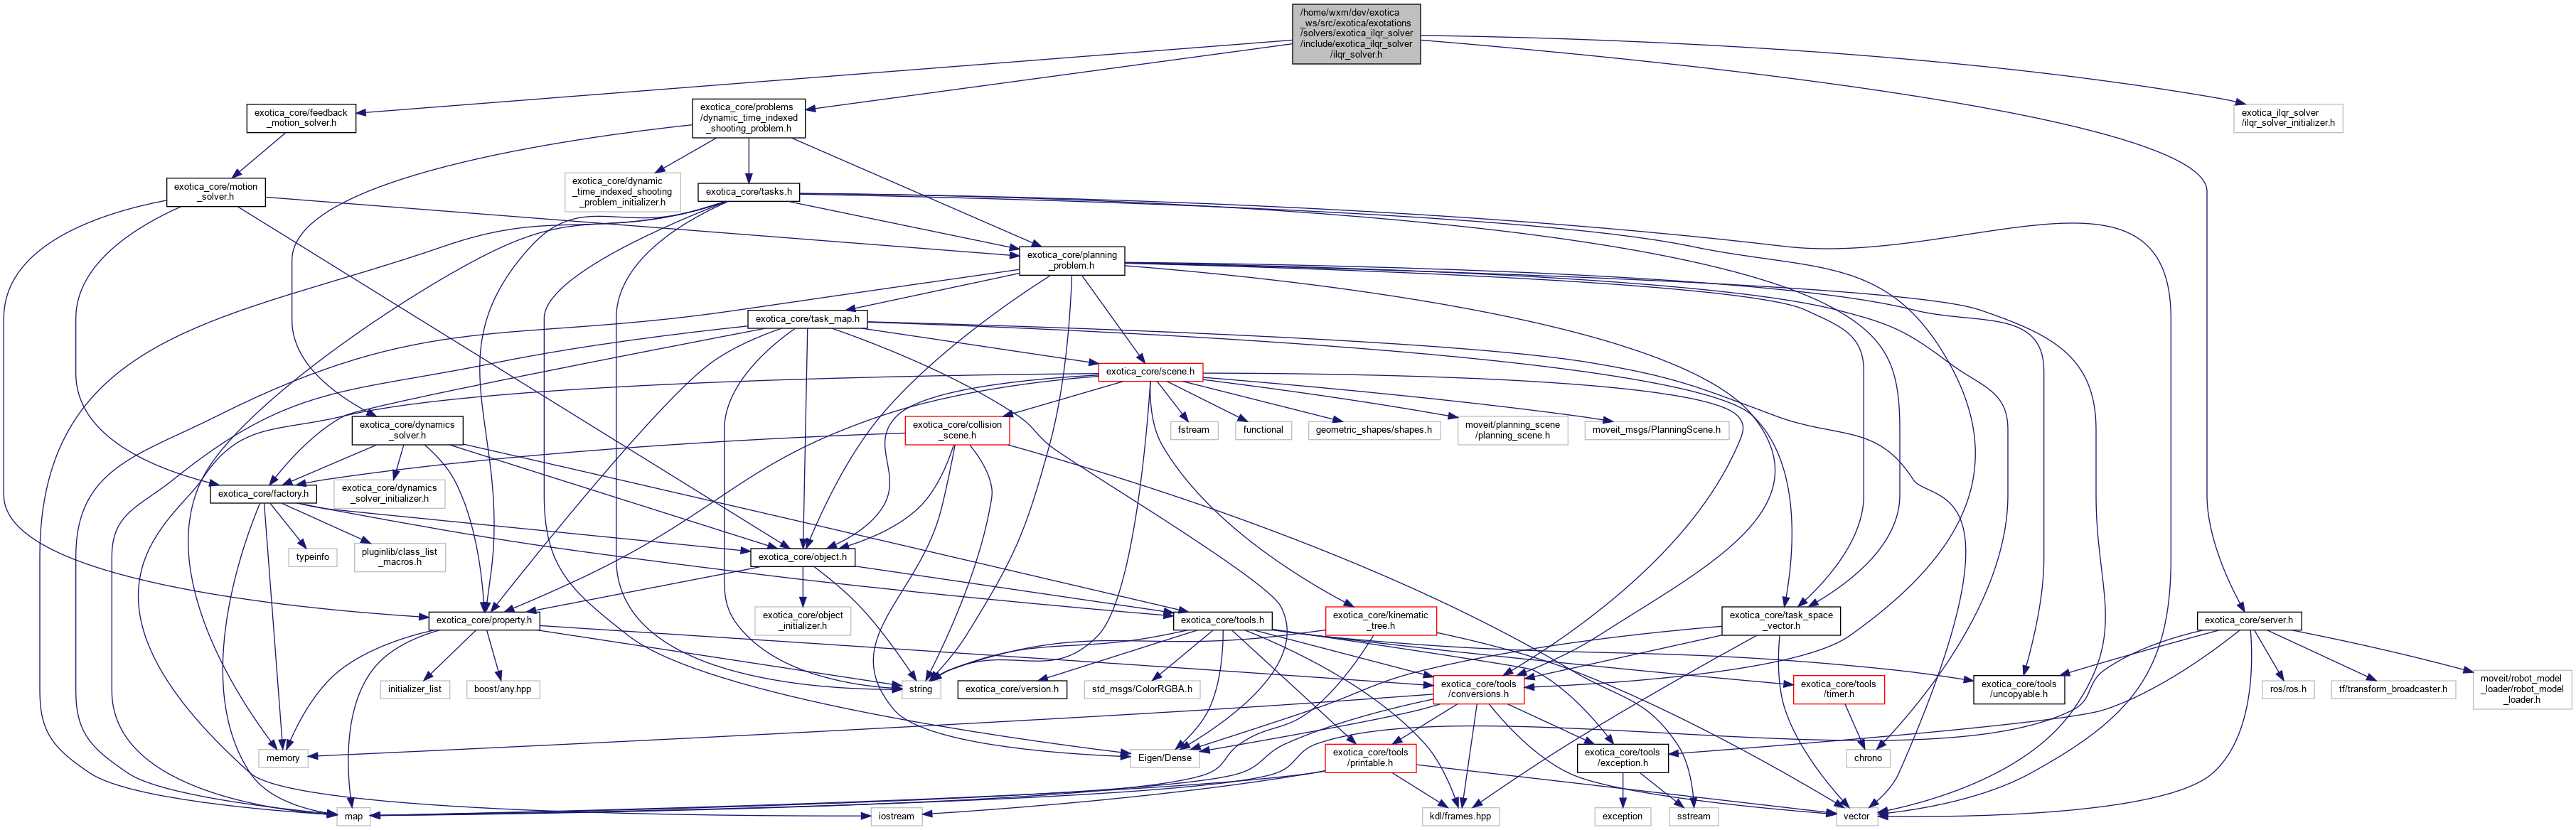 /home/wxm/dev/exotica
_ws/src/exotica/exotations
/solvers/exotica_ilqr_solver
/include/exotica_ilqr_solver
/ilqr_solver.h
exotica_core/feedback
_motion_solver.h
exotica_core/problems
/dynamic_time_indexed
_shooting_problem.h
exotica_ilqr_solver
/ilqr_solver_initializer.h
exotica_core/motion
_solver.h
exotica_core/dynamic
_time_indexed_shooting
_problem_initializer.h
exotica_core/tasks.h
exotica_core/planning
_problem.h
exotica_core/task_map.h
exotica_core/scene.h
exotica_core/dynamics
_solver.h
exotica_core/collision
_scene.h
fstream
functional
geometric_shapes/shapes.h
moveit/planning_scene
/planning_scene.h
moveit_msgs/PlanningScene.h
exotica_core/factory.h
exotica_core/dynamics
_solver_initializer.h
typeinfo
pluginlib/class_list
_macros.h
exotica_core/object.h
exotica_core/property.h
exotica_core/object
_initializer.h
exotica_core/tools.h
exotica_core/kinematic
_tree.h
exotica_core/task_space
_vector.h
exotica_core/server.h
initializer_list
boost/any.hpp
string
exotica_core/version.h
std_msgs/ColorRGBA.h
exotica_core/tools
/conversions.h
exotica_core/tools
/timer.h
exotica_core/tools
/uncopyable.h
ros/ros.h
tf/transform_broadcaster.h
moveit/robot_model
_loader/robot_model
_loader.h
memory
Eigen/Dense
exotica_core/tools
/printable.h
exotica_core/tools
/exception.h
chrono
map
iostream
kdl/frames.hpp
exception
sstream
vector